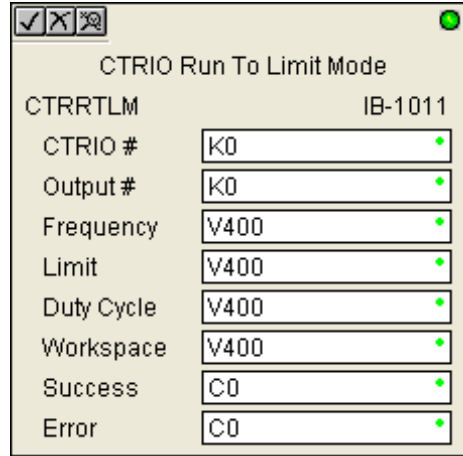 CTRIO Run To Limit Mode
CTRRTLM IB-1011
CTRIO # K0
Output # K0
Frequency V400
Limit V400
Duty Cycle V400
Workspace V400
Success C0
Error C0